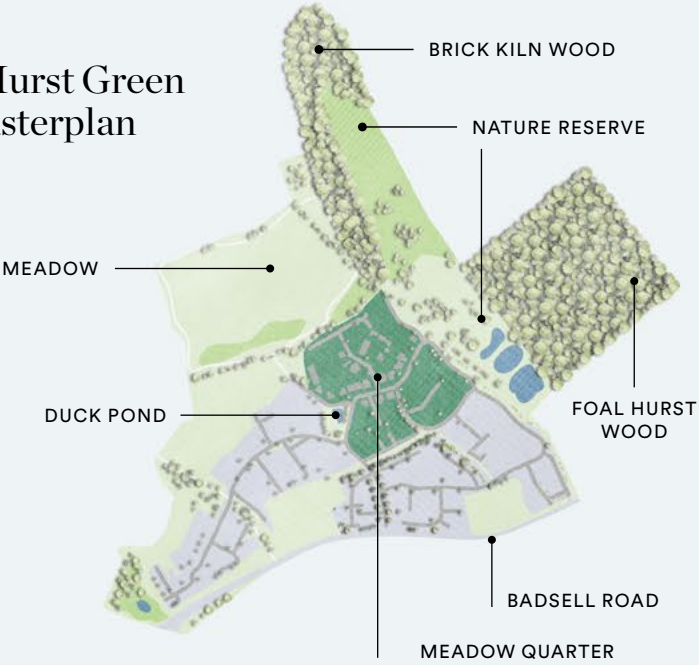 Hurst Green
sterplan
BRICK KILN WOOD
NATURE RESERVE
MEADOW
DUCK POND
FOAL HURST
WOOD
BADSELL ROAD
MEADOW QUARTER